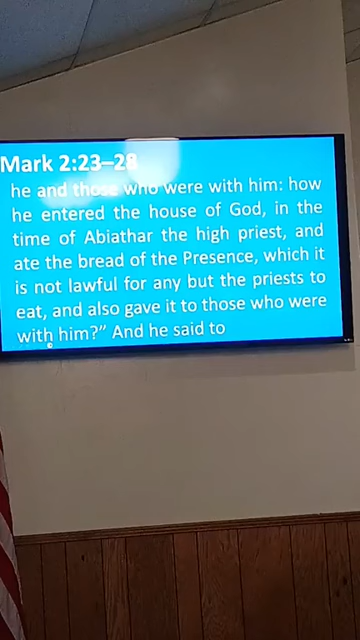 Mark 2:23–28
he and those who were with him: how
he entered the house of God, in the
time of Abiathar the high priest, and
ate the bread of the Presence, which it
is not lawful for any but the priests to
eat, and also gave it to those who were
with him?” And he said to